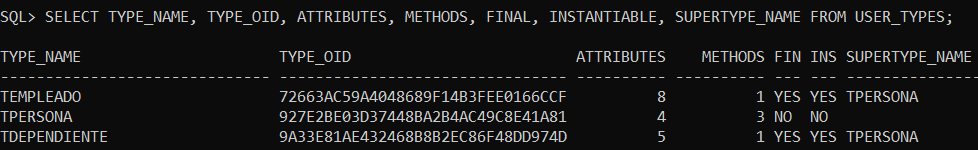 SQL> SELECT TYPE_NAME, TYPE_OID, ATTRIBUTES, METHODS, FINAL, INSTANTIABLE, SUPERTYPE_NAME FROM USER_TYPES;
TYPE_NAME                      TYPE_OID                         ATTRIBUTES    METHODS FIN INS SUPERTYPE_NAME
------------------------------ -------------------------------- ---------- ---------- --- --- --------------
TEMPLEADO                      72663AC59A4048689F14B3FEE0166CCF          8          1 YES YES TPERSONA
TPERSONA                       927E2BE03D37448BA2B4AC49C8E41A81          4          3 NO  NO
TDEPENDIENTE                   9A33E81AE432468B8B2EC86F48DD974D          5          1 YES YES TPERSONA